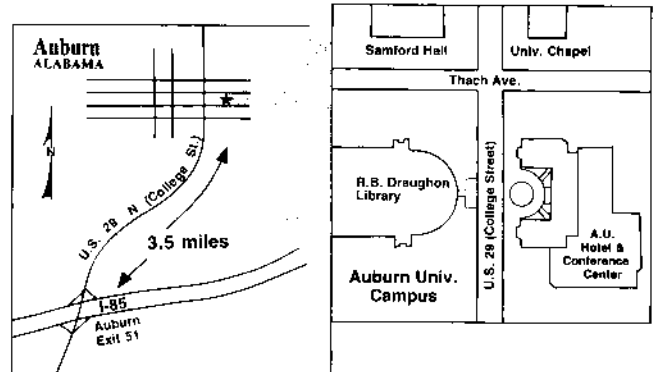 Auburn
ALABAMA
N
U.S. 29 N (College St.)
3.5 miles
I-85
Auburn
Exit 51
Samford Hall
Univ. Chapel
Thach Ave.
R.B. Draughon
Library
U.S. 29 (College Street)
A.U.
Hotel &
Conference
Center
Auburn Univ.
Campus